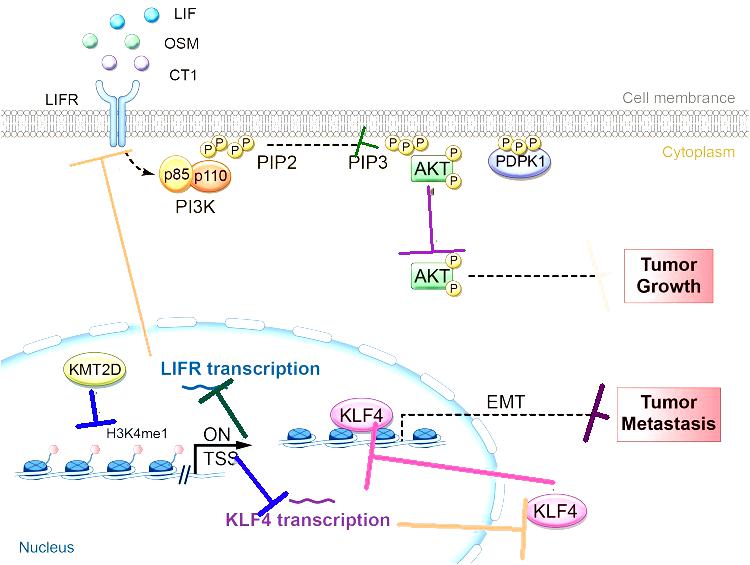 LIF
OSM
CT1
LIFR
Cell membrane
Cytoplasm
P P P P
PIP2
PIP3
P P P
AKT
P
P
P P P
PDPK1
p85 p110
PI3K
AKT
P
P
Tumor
Growth
KMT2D
LIFR transcription
H3K4me1
ON
TSS
KLF4
EMT
Tumor
Metastasis
KLF4 transcription
KLF4
Nucleus